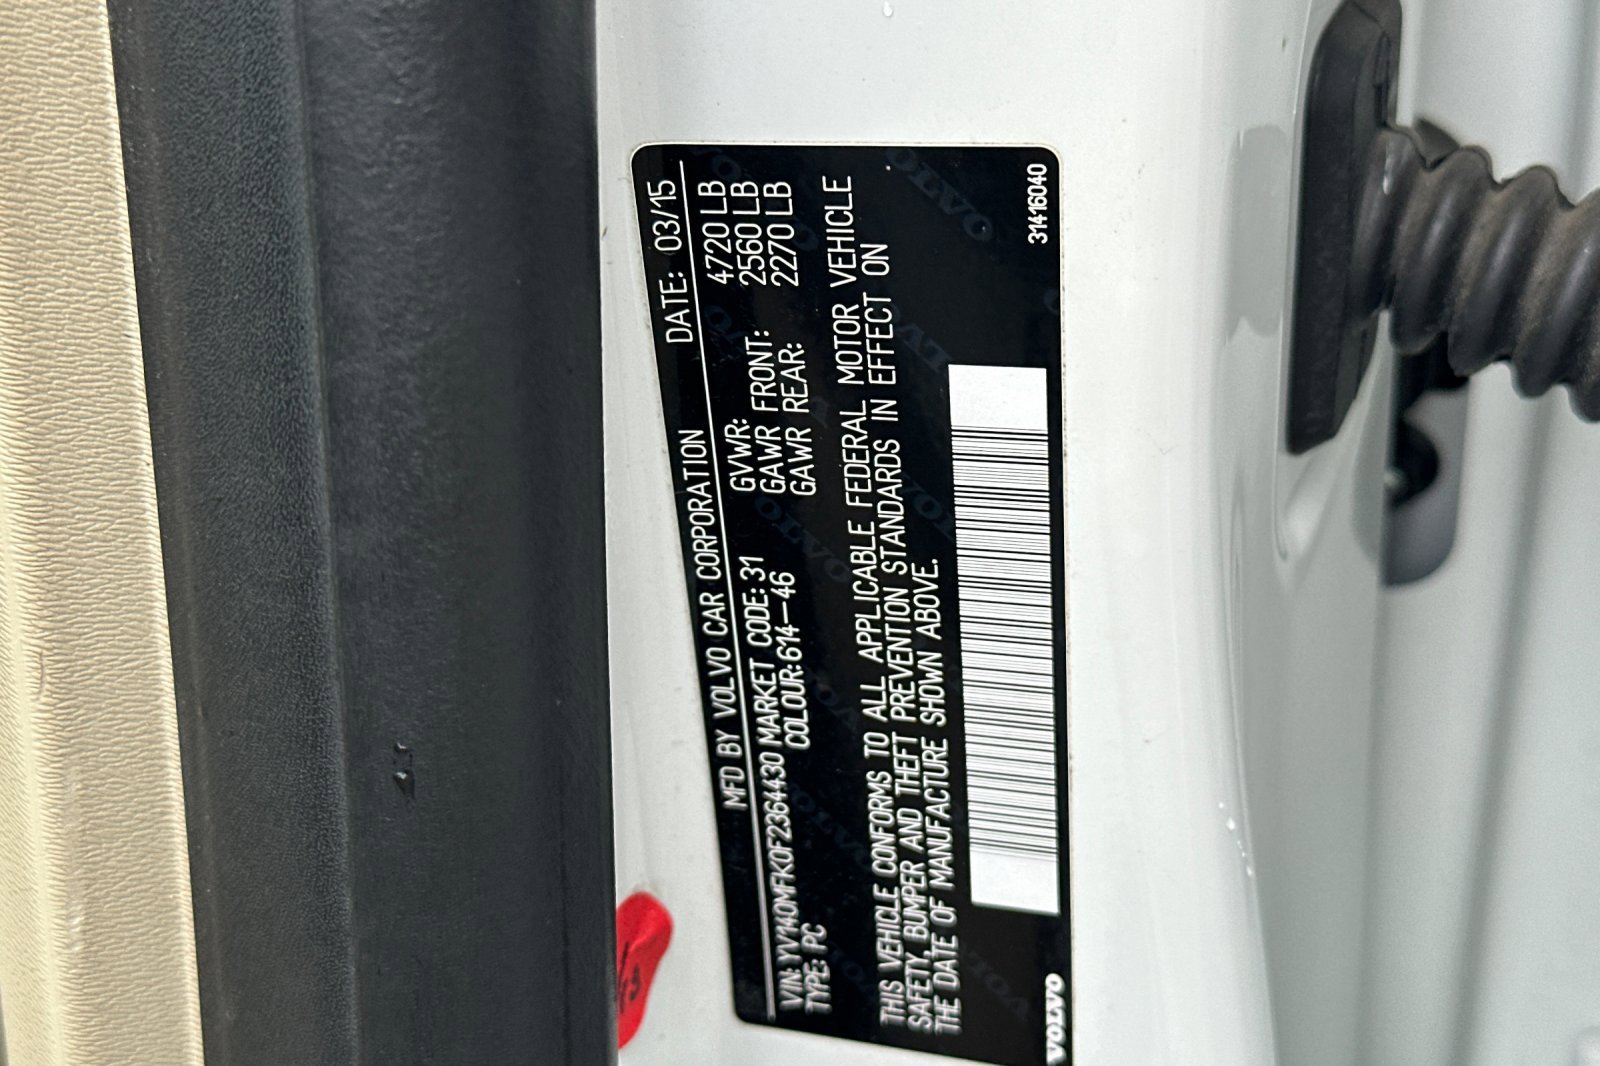 MFD BY VOLVO CAR CORPORATION DATE: 03/15
VIN: YV140MFK0F2364430 MARKET CODE: 31 GVWR: 4720 LB
TYPE: PC COLOUR: 614-46 GAWR FRONT: 2560 LB
GAWR REAR: 2270 LB
THIS VEHICLE CONFORMS TO ALL APPLICABLE FEDERAL MOTOR VEHICLE
SAFETY, BUMPER AND THEFT PREVENTION STANDARDS IN EFFECT ON
THE DATE OF MANUFACTURE SHOWN ABOVE.
VOLVO 31416040